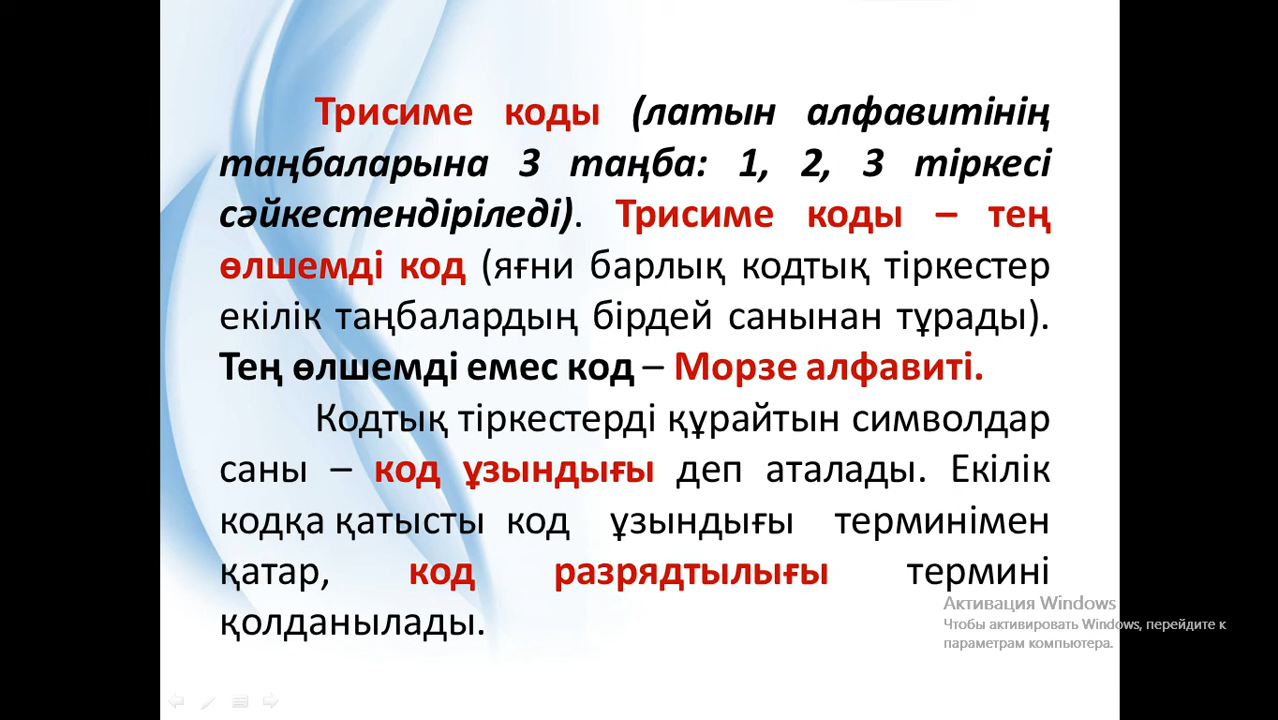 Трисиме коды (латын алфавитінің
таңбаларына 3 таңба: 1, 2, 3 тіркесі
сәйкестендіріледі). Трисиме коды – тең
өлшемді код (яғни барлық кодтық тіркестер
екілік таңбалардың бірдей санынан тұрады).
Тең өлшемді емес код – Морзе алфавиті.
Кодтық тіркестерді құрайтын символдар
саны – код ұзындығы деп аталады. Екілік
кодқа қатысты код ұзындығы терминімен
қатар, код разрядтылығы термині
қолданылады.
Активация Windows
Чтобы активировать Windows, перейдите к
параметрам компьютера.